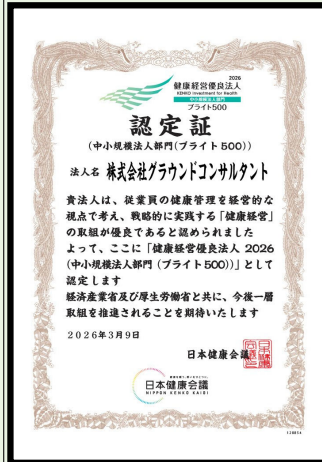 2026
健康経営優良法人
KENKO Investment for Health
中小規模法人部門
ブライト500
認定証
(中小規模法人部門(ブライト500))
法人名 株式会社グラウンドコンサルタント
貴法人は、従業員の健康管理を経営的な
視点で考え、戦略的に実践する「健康経営」
の取組が優良であると認められました
よって、ここに「健康経営優良法人 2026
(中小規模法人部門(ブライト500))」として
認定します
経済産業省及び厚生労働省と共に、今後一層
取組を推進されることを期待いたします
2026年3月9日
日本健康会議
日本健康会議
NIPPON KENKO KAIGI